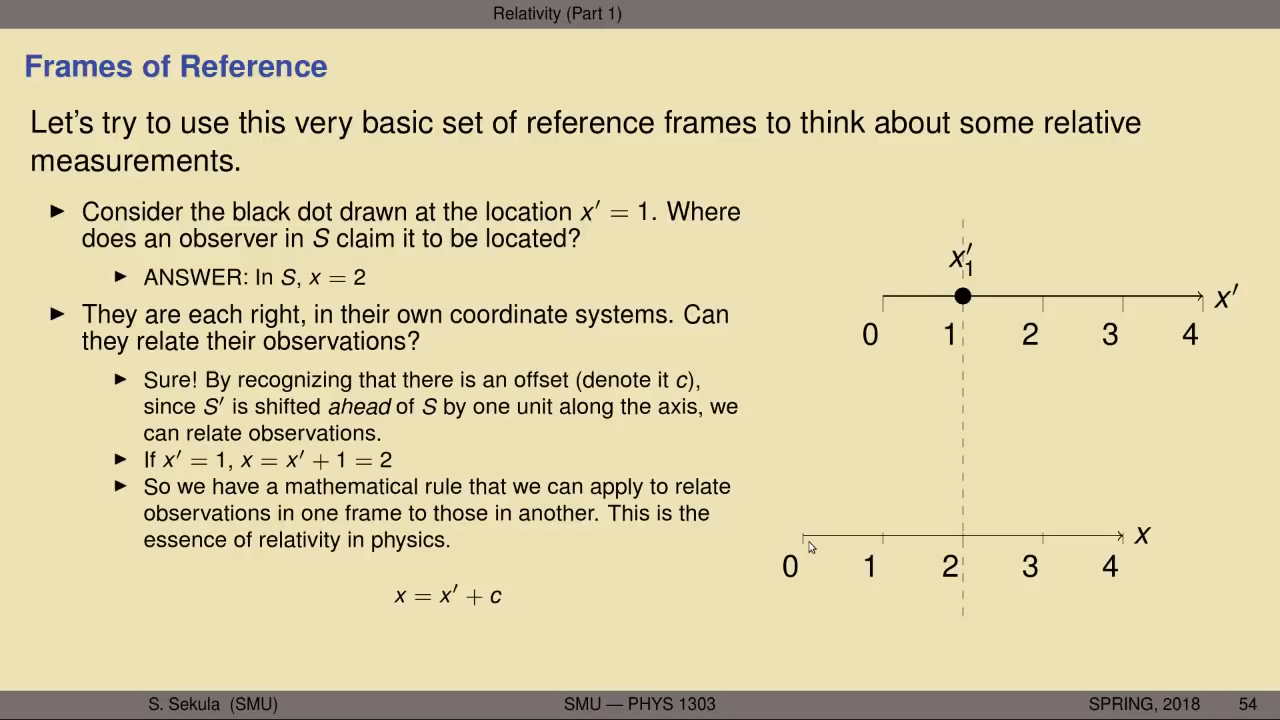 Relativity (Part 1)
Frames of Reference
Let's try to use this very basic set of reference frames to think about some relative
measurements.
► Consider the black dot drawn at the location x′ = 1. Where
does an observer in S claim it to be located?
► ANSWER: In S, x = 2
► They are each right, in their own coordinate systems. Can
they relate their observations?
► Sure! By recognizing that there is an offset (denote it c),
since S′ is shifted ahead of S by one unit along the axis, we
can relate observations.
► If x′ = 1, x = x′ + 1 = 2
► So we have a mathematical rule that we can apply to relate
observations in one frame to those in another. This is the
essence of relativity in physics.
x = x′ + c
x′₁
x′
0 1 2 3 4
x
0 1 2 3 4
S. Sekula (SMU) SMU — PHYS 1303 SPRING, 2018 54